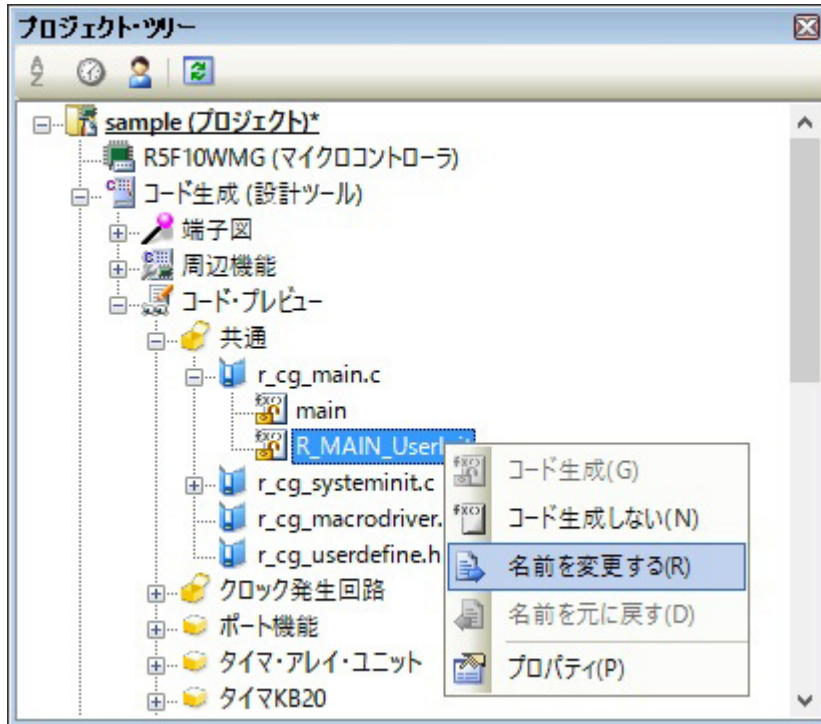 プロジェクト・ツリー
sample (プロジェクト)*
R5F10WMG (マイクロコントローラ)
コード生成 (設計ツール)
端子図
周辺機能
コード・プレビュー
共通
r_cg_main.c
main
R_MAIN_UserI
r_cg_systeminit.c
r_cg_macrodriver.
r_cg_userdefine.h
クロック発生回路
ポート機能
タイマ・アレイ・ユニット
タイマKB20
コード生成(G)
コード生成しない(N)
名前を変更する(R)
名前を元に戻す(D)
プロパティ(P)